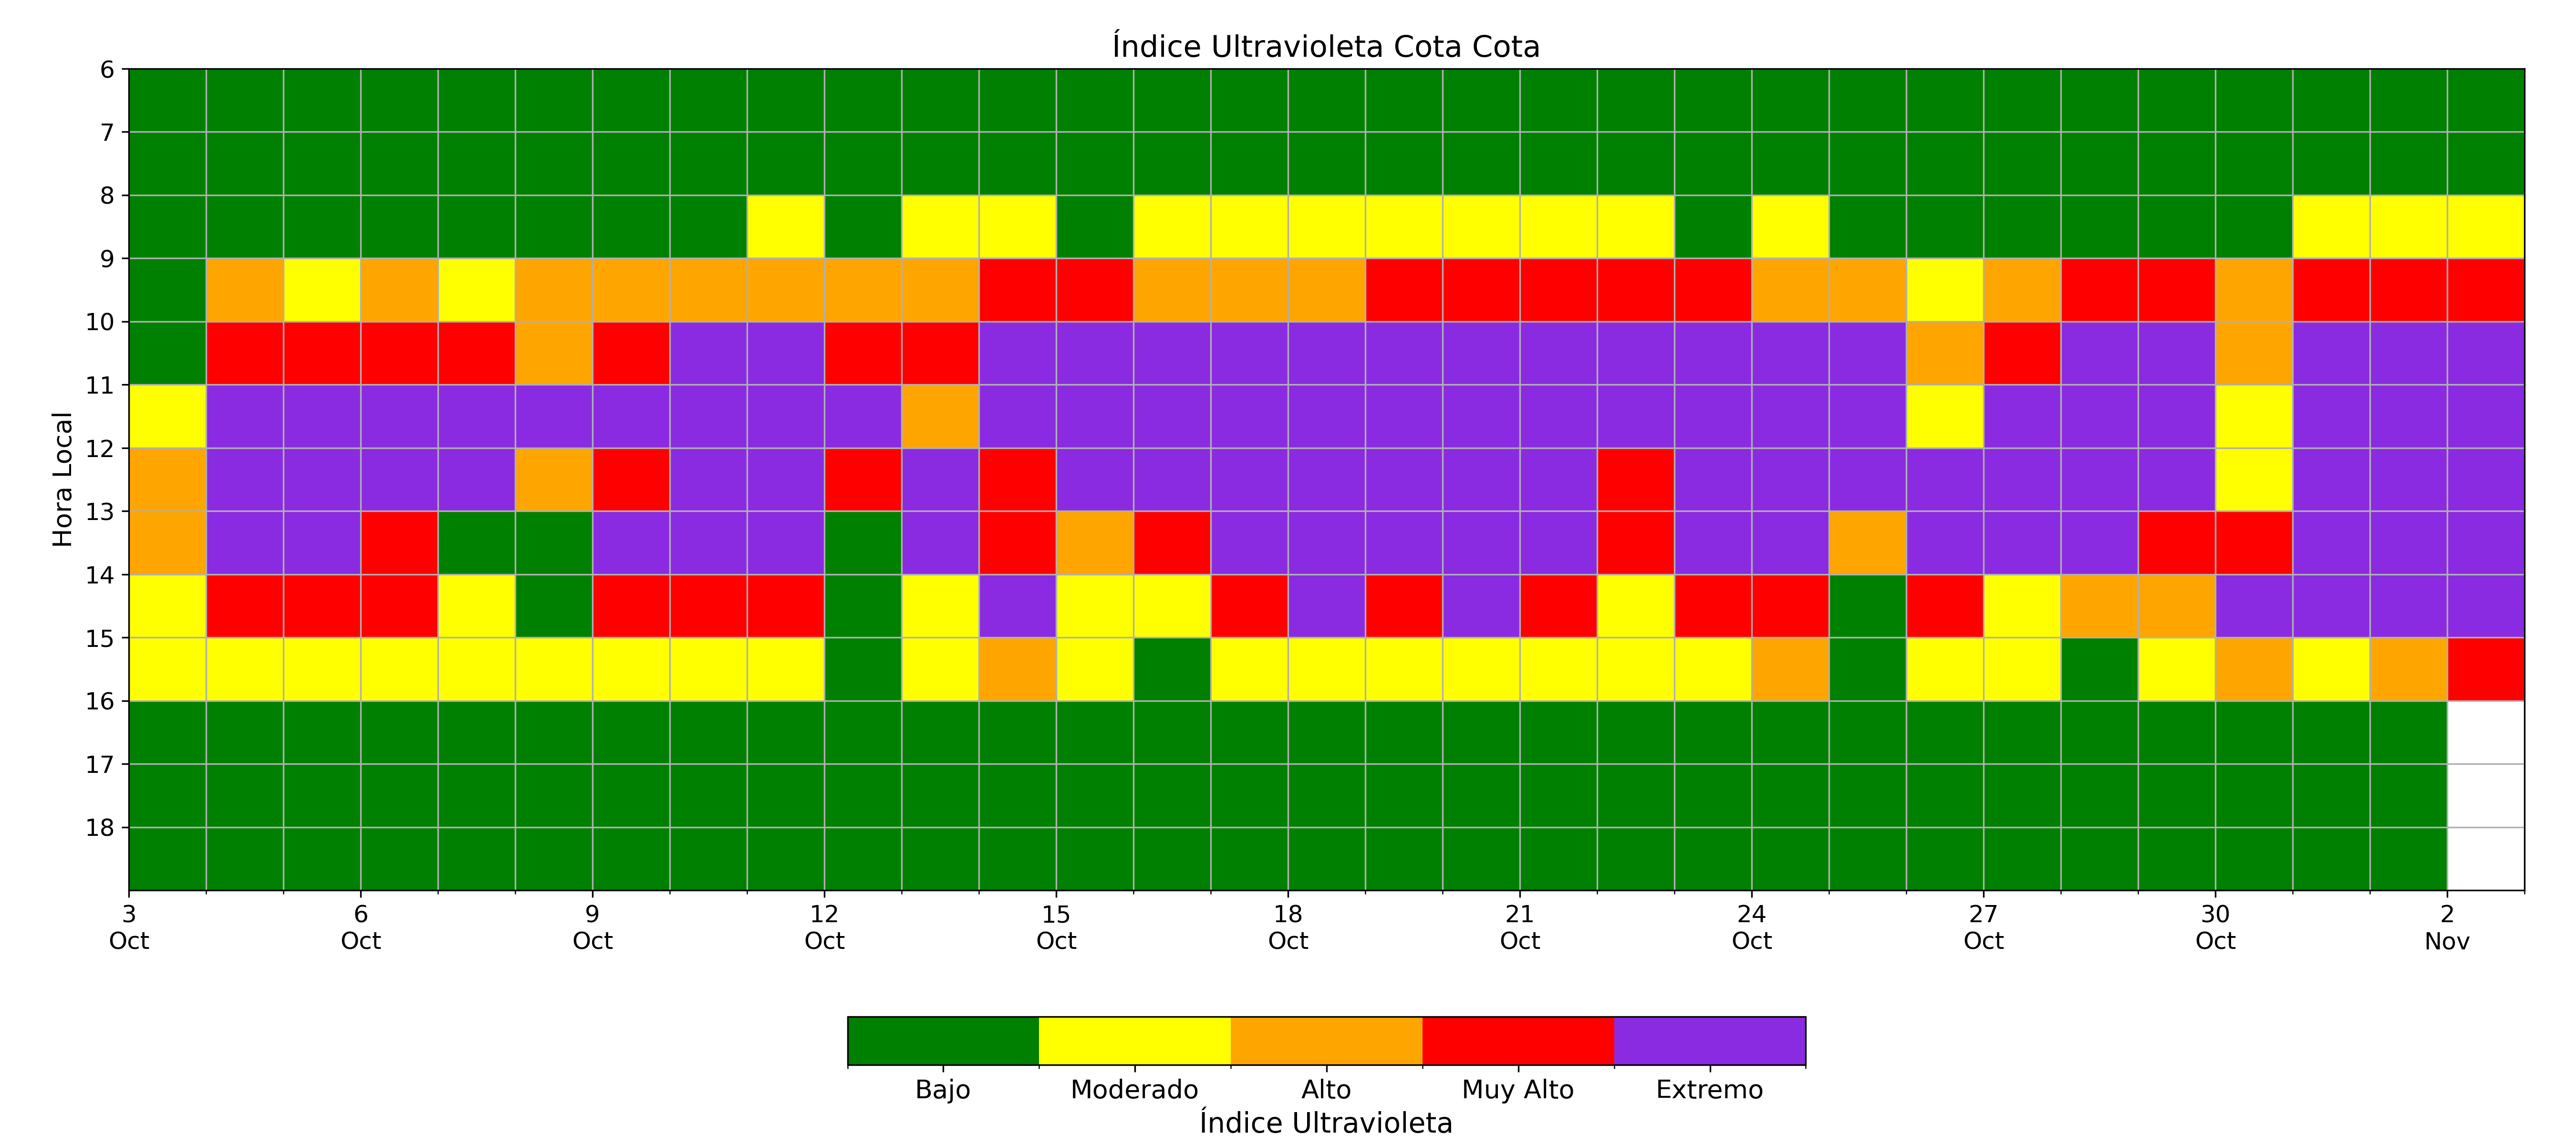 Índice Ultravioleta Cota Cota
Hora Local
6
7
8
9
10
11
12
13
14
15
16
17
18
3 6 9 12 15 18 21 24 27 30 2
Oct Oct Oct Oct Oct Oct Oct Oct Oct Oct Nov
Bajo Moderado Alto Muy Alto Extremo
Índice Ultravioleta